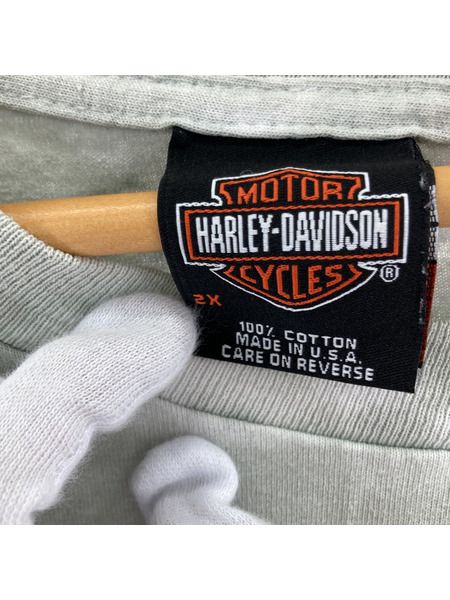 MOTOR
HARLEY-DAVIDSON
CYCLES
®
2X
100% COTTON
MADE IN U.S.A.
CARE ON REVERSE